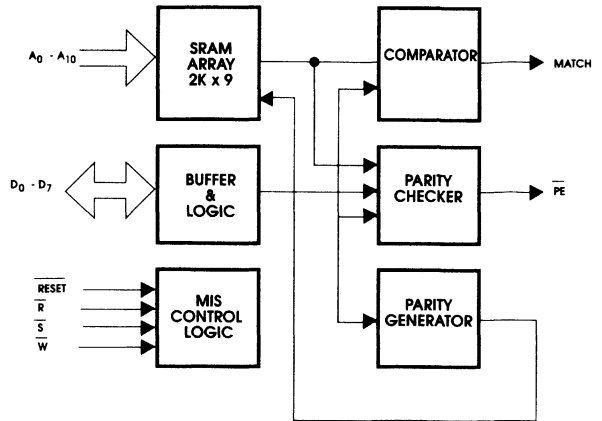 A0 - A10
SRAM
ARRAY
2K x 9
COMPARATOR
MATCH
D0 - D7
BUFFER
&
LOGIC
PARITY
CHECKER
PE
RESET
R
S
W
MIS
CONTROL
LOGIC
PARITY
GENERATOR